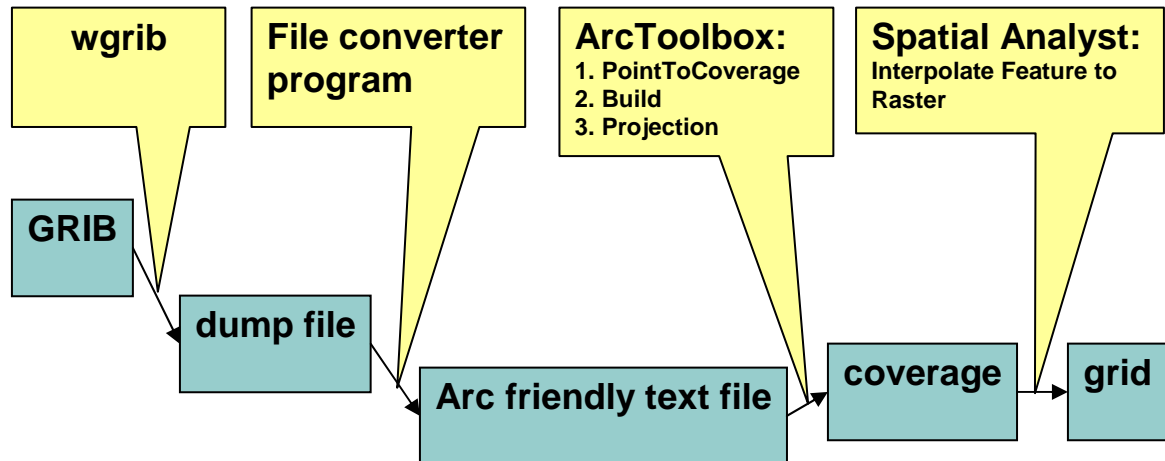 wgrib
File converter
program
ArcToolbox:
1. PointToCoverage
2. Build
3. Projection
Spatial Analyst:
Interpolate Feature to
Raster
GRIB
dump file
Arc friendly text file
coverage
grid